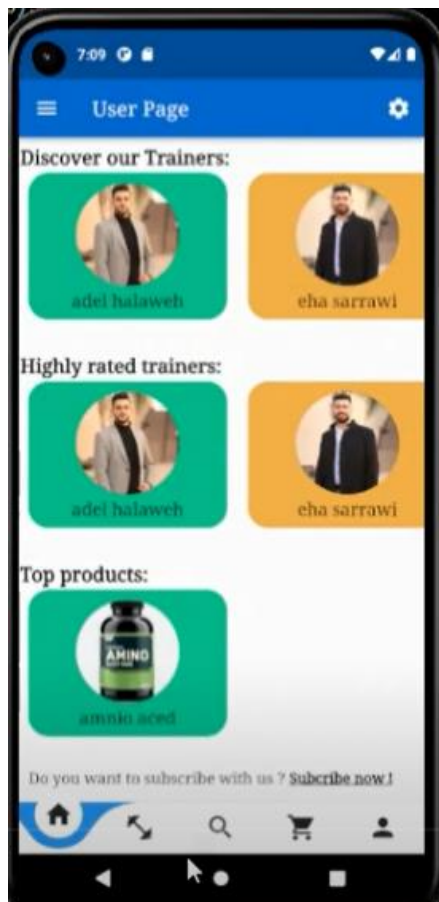 7:09
User Page
Discover our Trainers:
adel halaweh
eha sarrawi
Highly rated trainers:
adel halaweh
eha sarrawi
Top products:
AMINO
amnio aced
Do you want to subscribe with us ? Subcribe now !